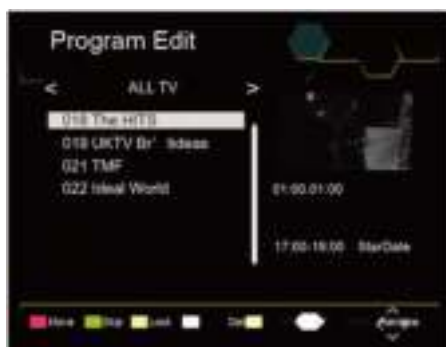 Program Edit
< ALL TV >
018 The HITS
019 UKTV Br' Ideas
021 TMF
022 Ideal World
01:00-01:00
17:00-18:00 StarDate
Move Skip Lock Del